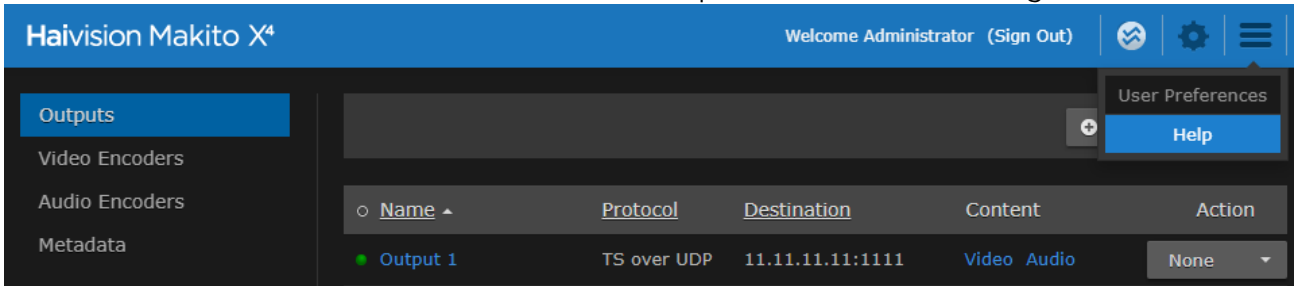 Haivision Makito X⁴
Welcome Administrator (Sign Out)
User Preferences
Help
Outputs
Video Encoders
Audio Encoders
Metadata
Name Protocol Destination Content Action
Output 1 TS over UDP 11.11.11.11:1111 Video Audio None